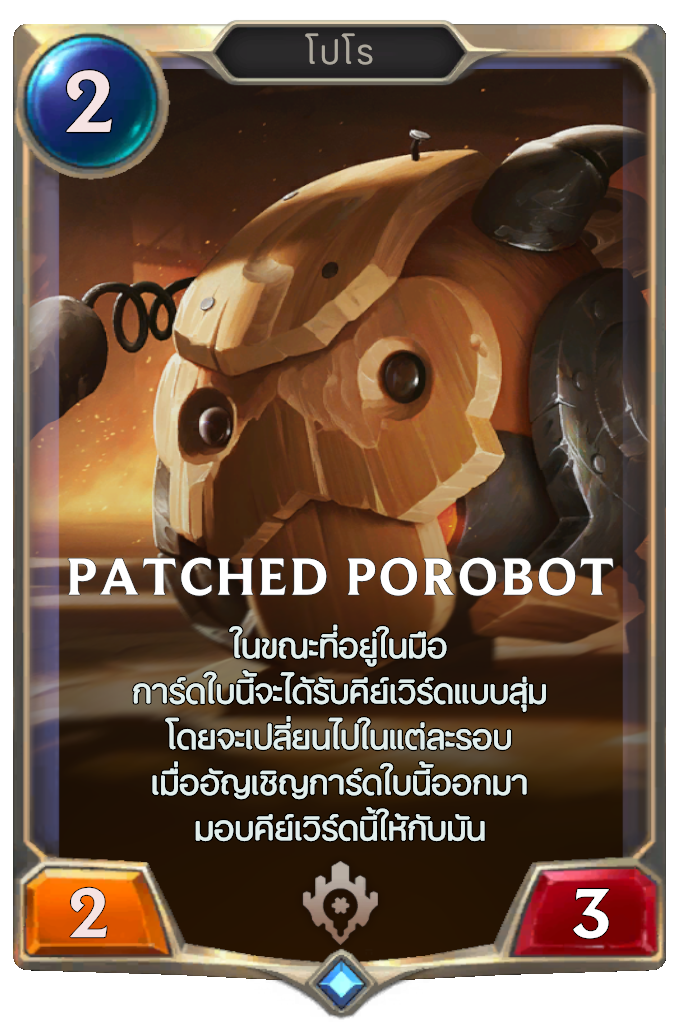 โปโร
2
PATCHED POROBOT
ในขณะที่อยู่ในมือ
การ์ดใบนี้จะได้รับคีย์เวิร์ดแบบสุ่ม
โดยจะเปลี่ยนไปในแต่ละรอบ
เมื่ออัญเชิญการ์ดใบนี้ออกมา
มอบคีย์เวิร์ดนี้ให้กับมัน
2
3